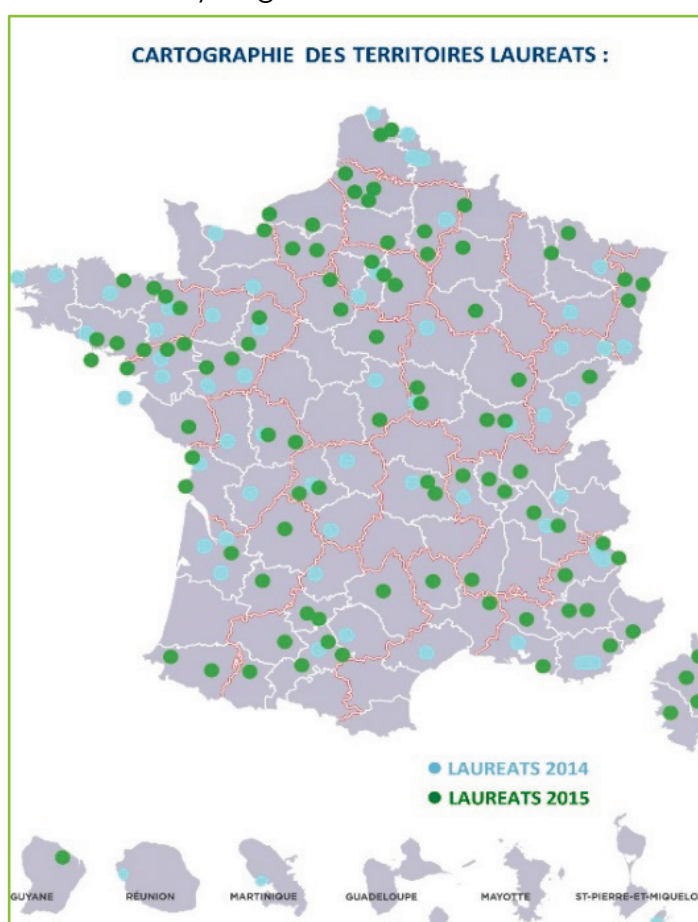 CARTOGRAPHIE DES TERRITOIRES LAUREATS :
LAUREATS 2014
LAUREATS 2015
GUYANE
RÉUNION
MARTINIQUE
GUADELOUPE
MAYOTTE
ST-PIERRE-ET-MIQUELO